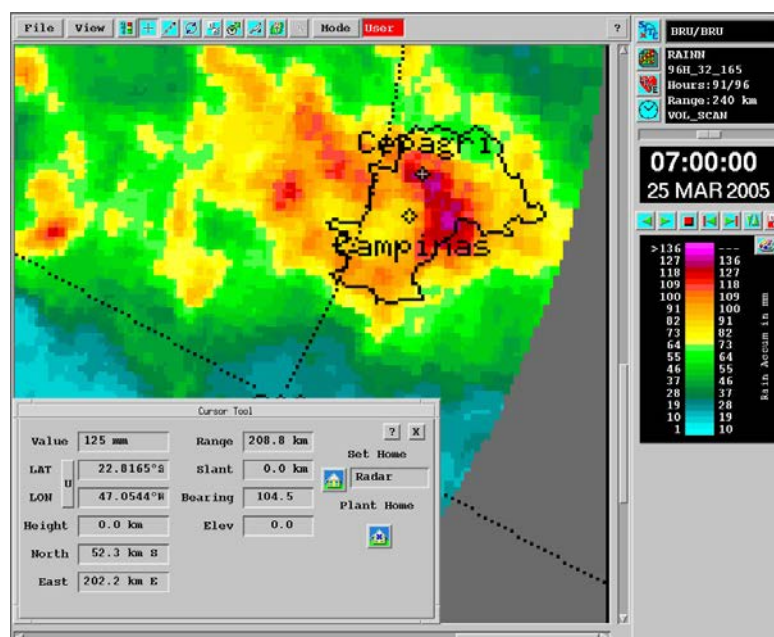 File View Mode User ?
BRU/BRU
RAINN
96H_32_165
Hours:91/96
Range:240 km
VOL_SCAN
07:00:00
25 MAR 2005
Cepagri
Campinas
>136 ---
127 136
118 127
109 118
100 109
91 100
82 91
73 82
64 73
55 64
46 55
37 46
28 37
19 28
10 19
1 10
Rain Accum in mm
Cursor Tool
? X
Value 125 mm
Range 208.8 km
LAT 22.8165°S
Slant 0.0 km
Set Home
Radar
U
LON 47.0544°W
Bearing 104.5
Plant Home
Height 0.0 km
Elev 0.0
North 52.3 km S
East 202.2 km E